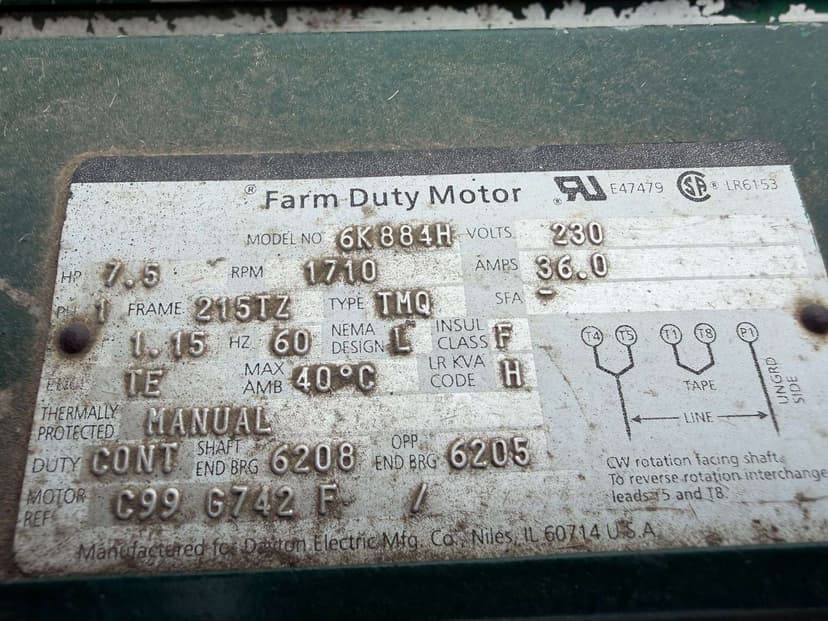 ® Farm Duty Motor ®RU E47479 SA® LR6153
MODEL NO 6K884H VOLTS 230
HP 7.5 RPM 1710 AMPS 36.0
PH 1 FRAME 215TZ TYPE TMQ SFA -
1.15 HZ 60 NEMA DESIGN L INSUL CLASS F
ENCL TE MAX AMB 40°C LR KVA CODE H
THERMALLY PROTECTED MANUAL
DUTY CONT SHAFT END BRG 6208 OPP END BRG 6205
MOTOR REF C99 G742 F /
T4 T5 T1 T8 P1
TAPE
UNGRD SIDE
LINE
CW rotation facing shaft.
To reverse rotation interchange
leads T5 and T8.
Manufactured for Dayton Electric Mfg. Co., Niles, IL 60714 U.S.A.